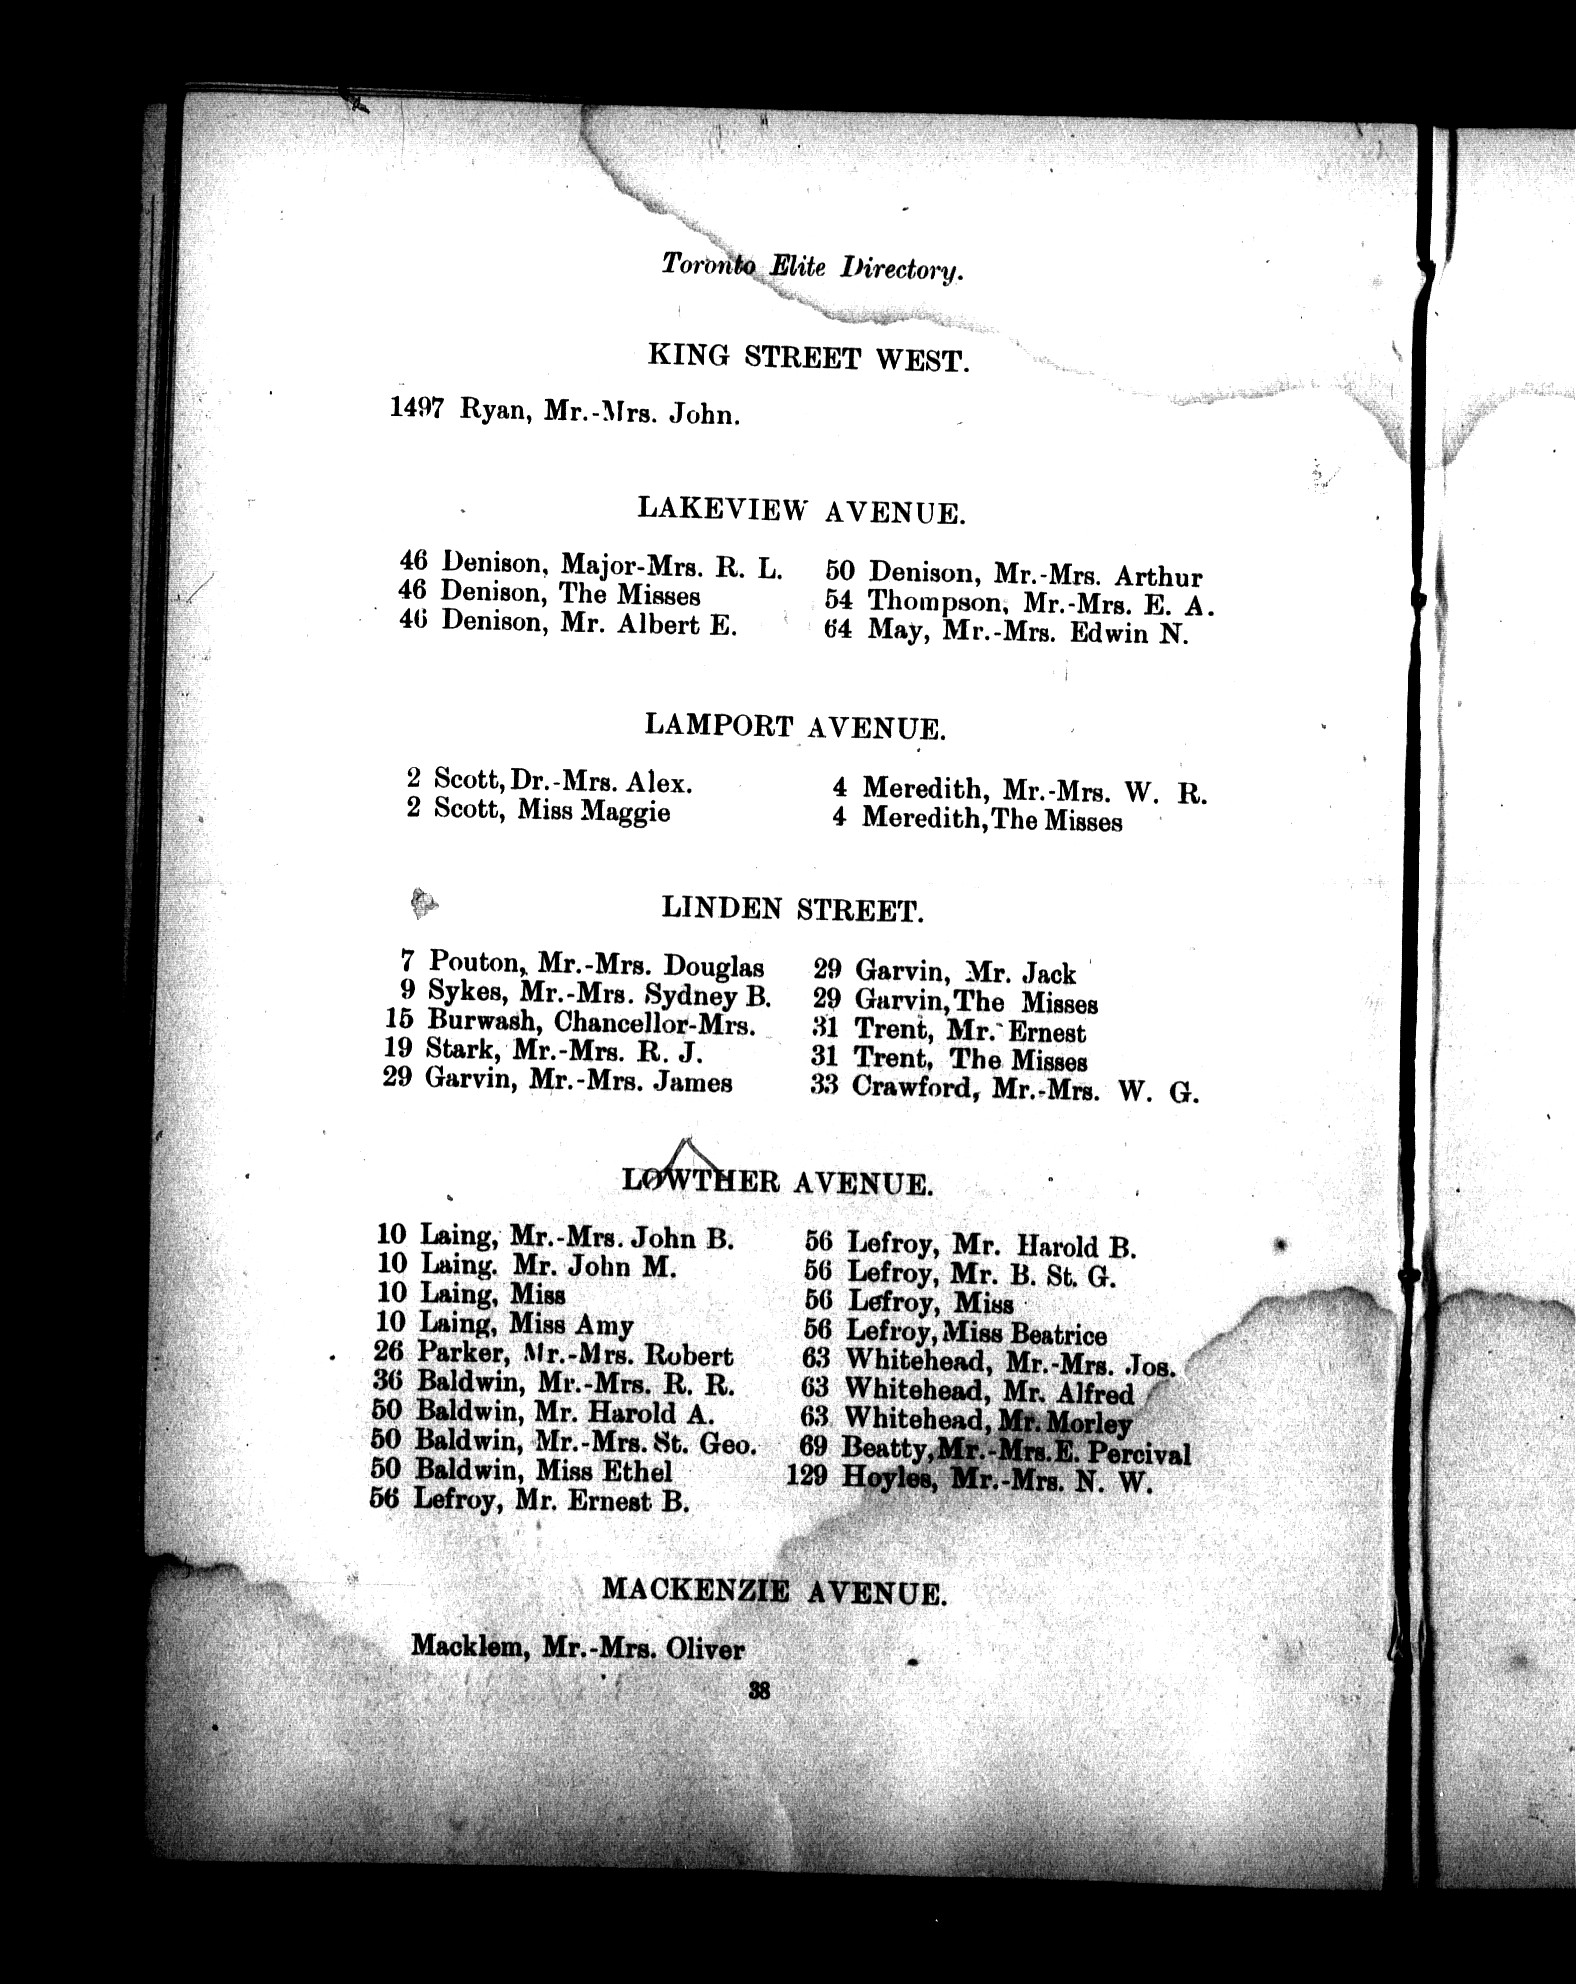 Toronto Elite Directory.
KING STREET WEST.
1497 Ryan, Mr.-Mrs. John.
LAKEVIEW AVENUE.
46 Denison, Major-Mrs. R. L.
46 Denison, The Misses
46 Denison, Mr. Albert E.
50 Denison, Mr.-Mrs. Arthur
54 Thompson, Mr.-Mrs. E. A.
64 May, Mr.-Mrs. Edwin N.
LAMPORT AVENUE.
2 Scott, Dr.-Mrs. Alex.
2 Scott, Miss Maggie
4 Meredith, Mr.-Mrs. W. R.
4 Meredith, The Misses
LINDEN STREET.
7 Pouton, Mr.-Mrs. Douglas
9 Sykes, Mr.-Mrs. Sydney B.
15 Burwash, Chancellor-Mrs.
19 Stark, Mr.-Mrs. R. J.
29 Garvin, Mr.-Mrs. James
29 Garvin, Mr. Jack
29 Garvin, The Misses
31 Trent, Mr. Ernest
31 Trent, The Misses
33 Crawford, Mr.-Mrs. W. G.
LOWTHER AVENUE.
10 Laing, Mr.-Mrs. John B.
10 Laing. Mr. John M.
10 Laing, Miss
10 Laing, Miss Amy
26 Parker, Mr.-Mrs. Robert
36 Baldwin, Mr.-Mrs. R. R.
50 Baldwin, Mr. Harold A.
50 Baldwin, Mr.-Mrs. St. Geo.
50 Baldwin, Miss Ethel
56 Lefroy, Mr. Ernest B.
56 Lefroy, Mr. Harold B.
56 Lefroy, Mr. B. St. G.
56 Lefroy, Miss
56 Lefroy, Miss Beatrice
63 Whitehead, Mr.-Mrs. Jos.
63 Whitehead, Mr. Alfred
63 Whitehead, Mr. Morley
69 Beatty, Mr.-Mrs. E. Percival
129 Hoyles, Mr.-Mrs. N. W.
MACKENZIE AVENUE.
Macklem, Mr.-Mrs. Oliver
38